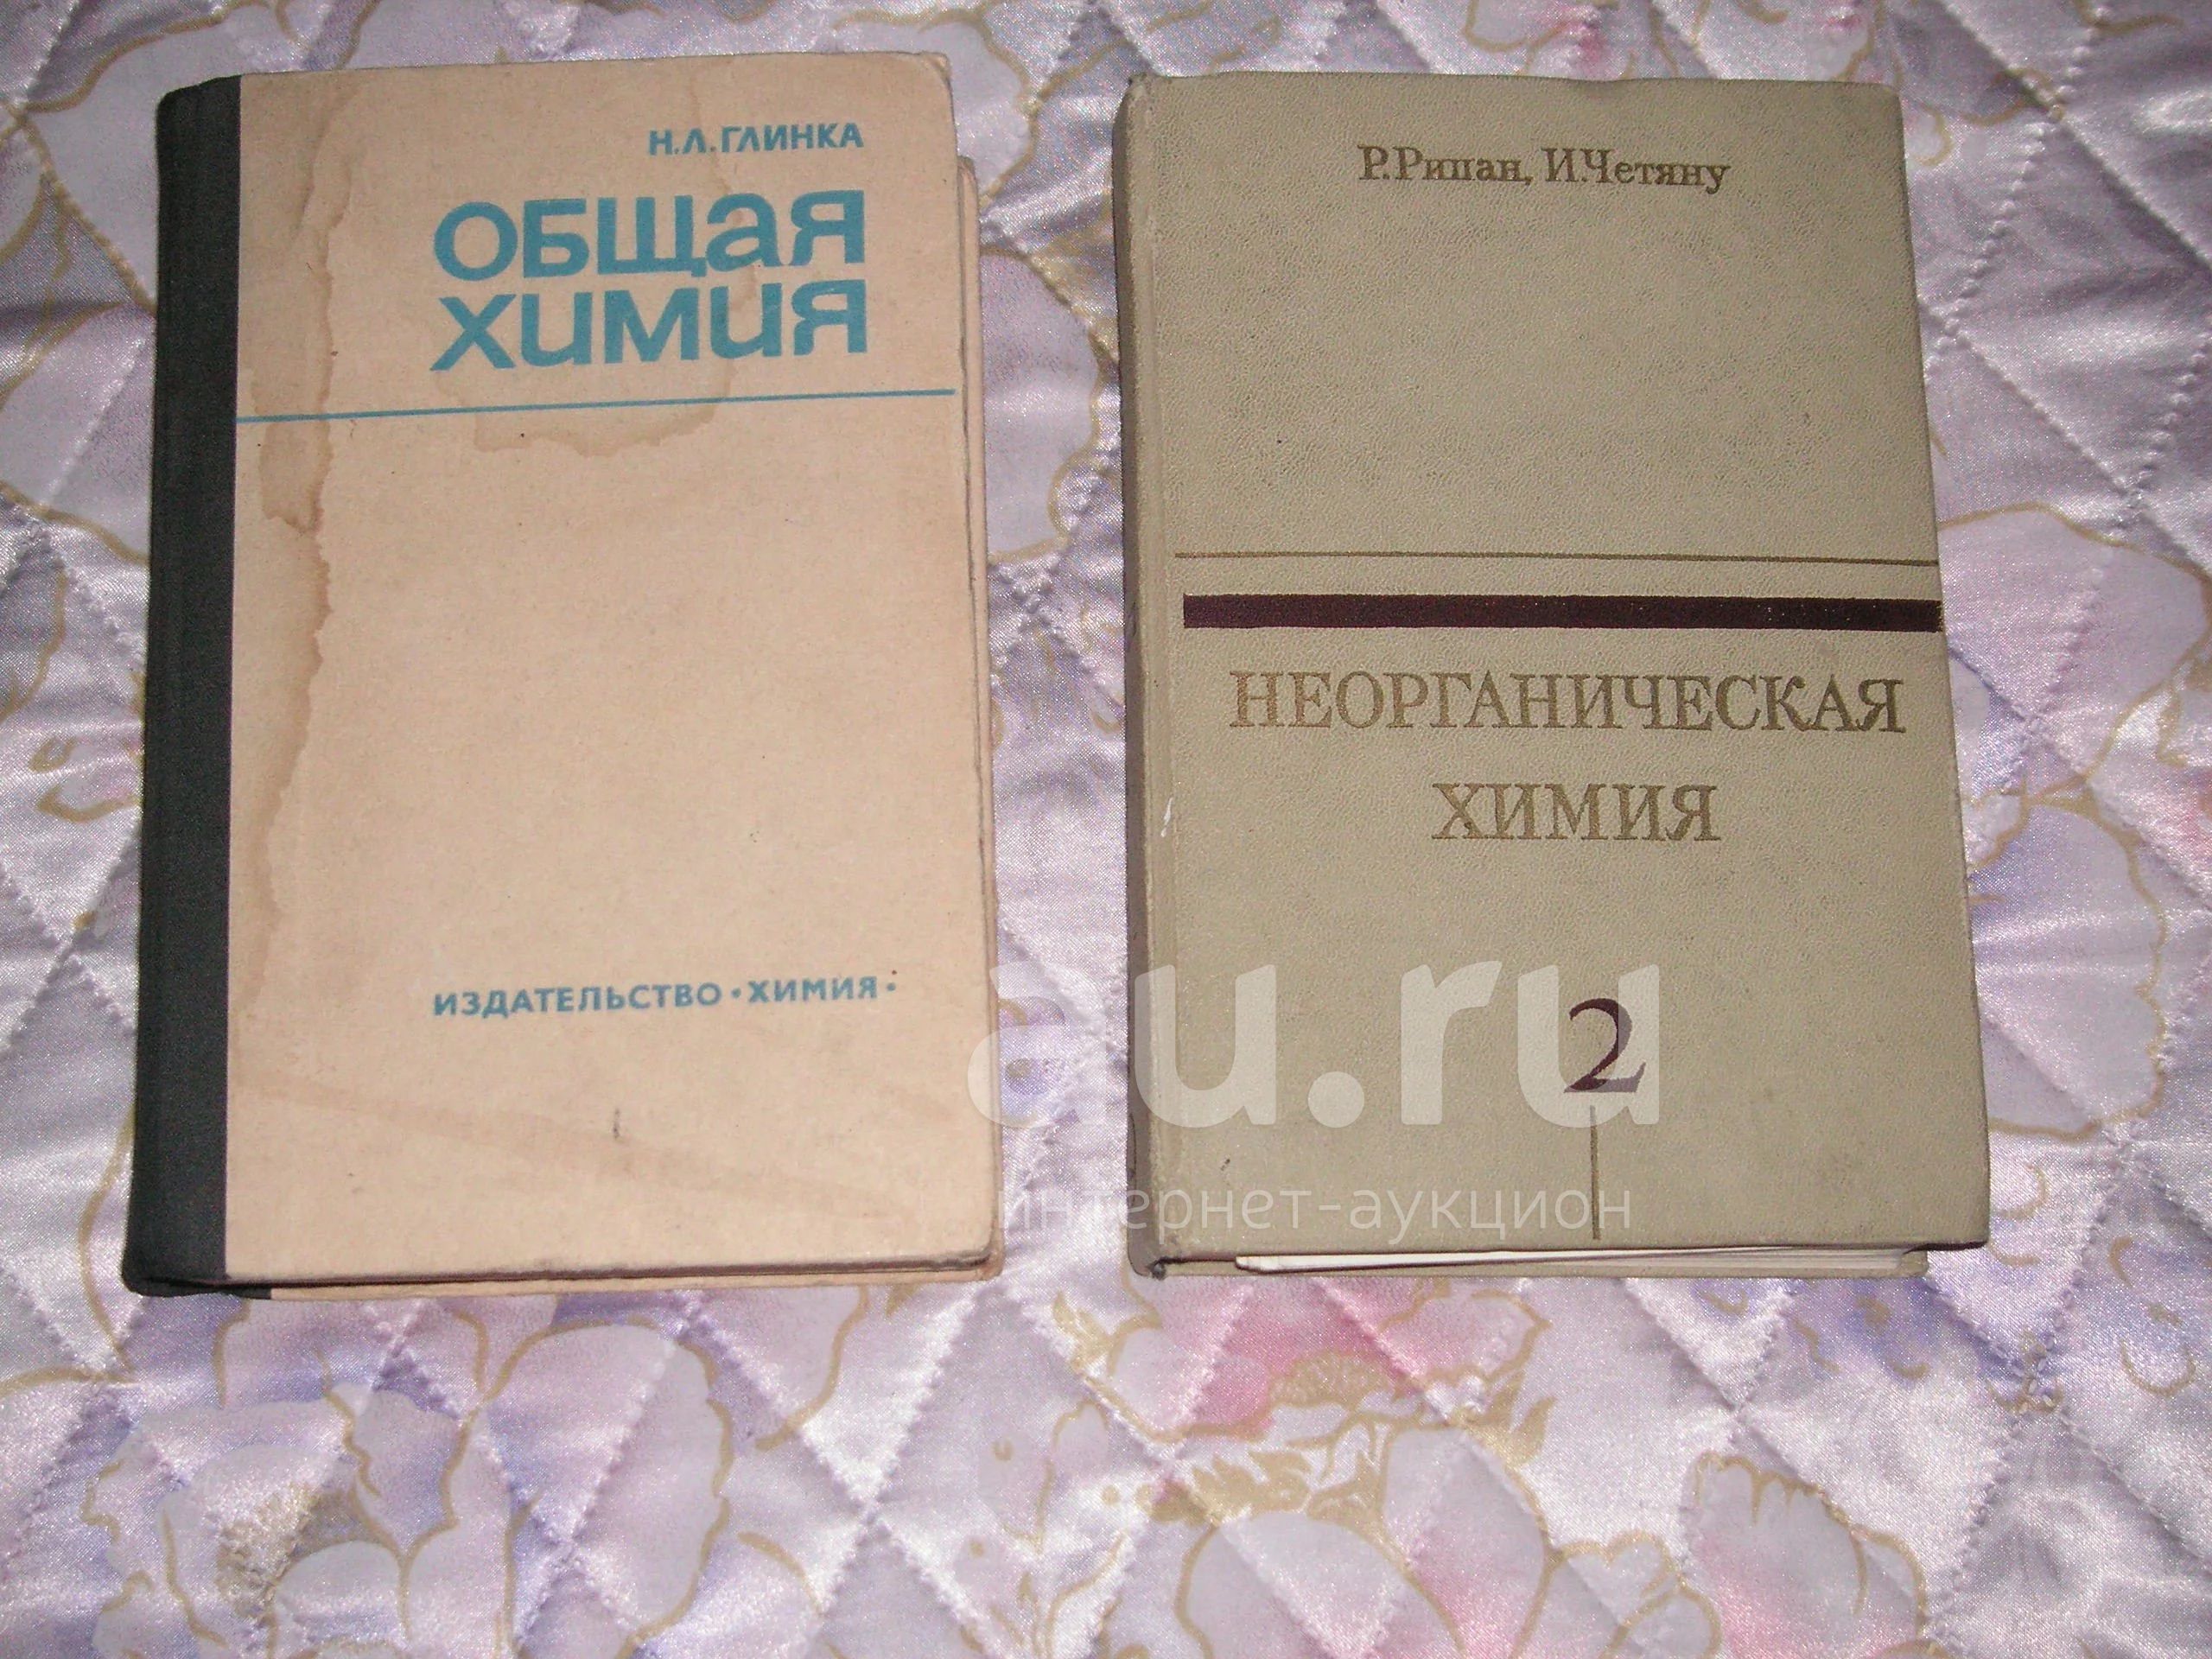 Н.Л.ГЛИНКА
ОБЩАЯ
ХИМИЯ
ИЗДАТЕЛЬСТВО•ХИМИЯ•
Р.Рипан, И.Четяну
НЕОРГАНИЧЕСКАЯ
ХИМИЯ
2
au.ru
интернет-аукцион